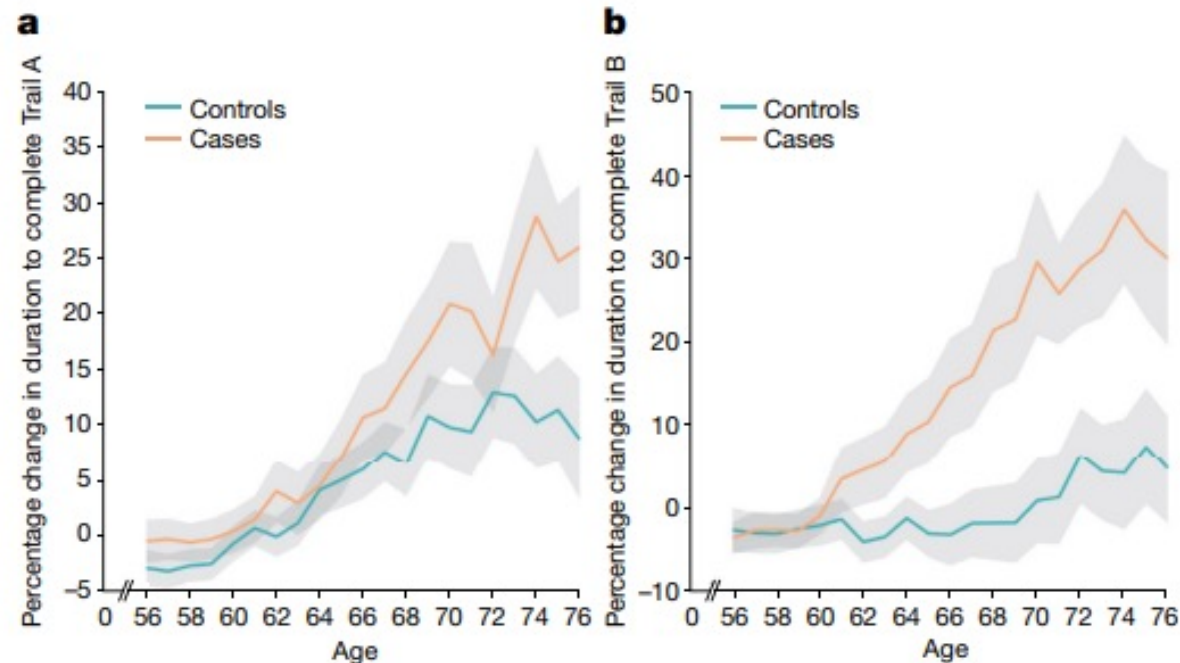 a
Percentage change in duration to complete Trail A
40
35
30
25
20
15
10
5
0
–5
Controls
Cases
0 56 58 60 62 64 66 68 70 72 74 76
Age
b
Percentage change in duration to complete Trail B
50
40
30
20
10
0
–10
Controls
Cases
0 56 58 60 62 64 66 68 70 72 74 76
Age